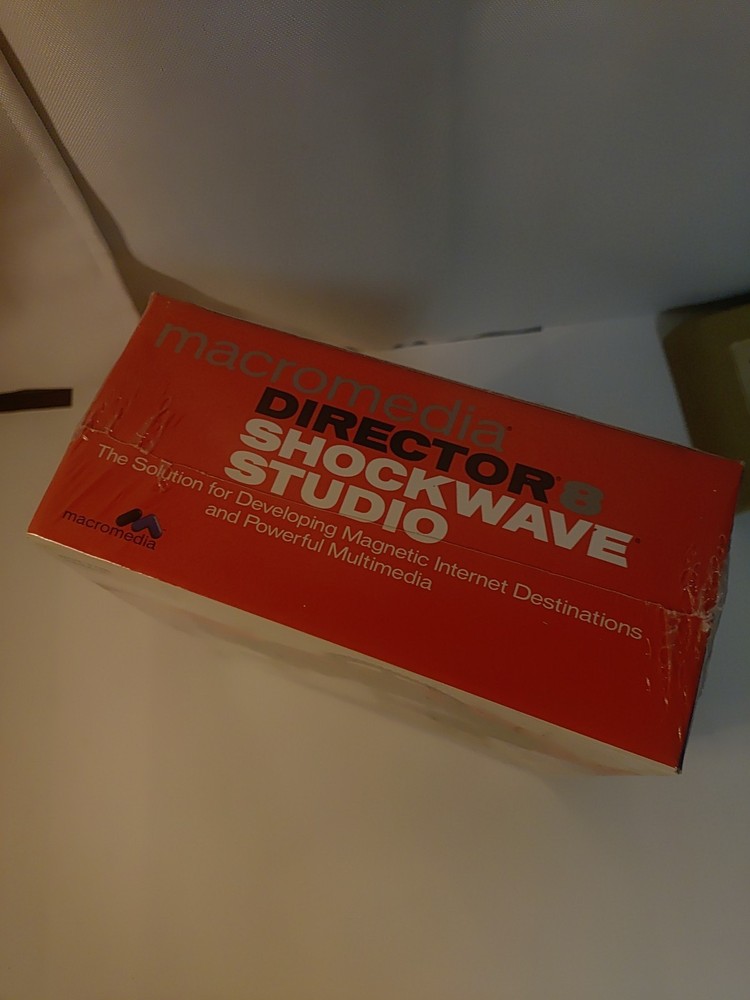 macromedia®
DIRECTOR® 8
SHOCKWAVE®
STUDIO
The Solution for Developing Magnetic Internet Destinations
and Powerful Multimedia
macromedia